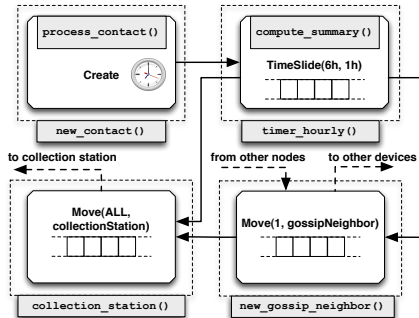 process_contact()
Create
new_contact()
compute_summary()
TimeSlide(6h, 1h)
timer_hourly()
to collection station
from other nodes
to other devices
Move(ALL,
collectionStation)
collection_station()
Move(1, gossipNeighbor)
new_gossip_neighbor()